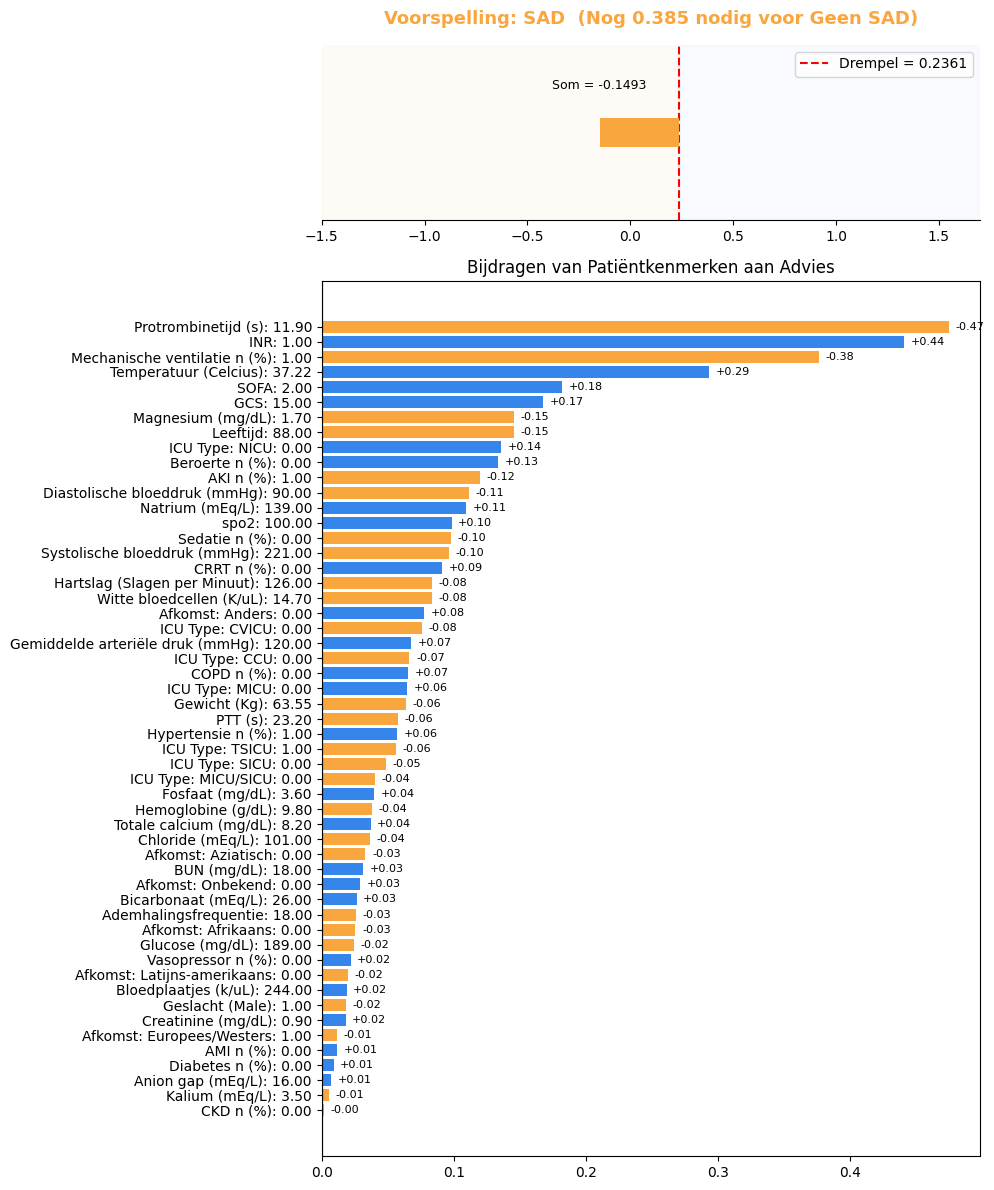 Voorspelling: SAD  (Nog 0.385 nodig voor Geen SAD)
Drempel = 0.2361
Som = -0.1493
−1.5 −1.0 −0.5 0.0 0.5 1.0 1.5
Bijdragen van Patiëntkenmerken aan Advies
Protrombinetijd (s): 11.90 -0.47
INR: 1.00 +0.44
Mechanische ventilatie n (%): 1.00 -0.38
Temperatuur (Celcius): 37.22 +0.29
SOFA: 2.00 +0.18
GCS: 15.00 +0.17
Magnesium (mg/dL): 1.70 -0.15
Leeftijd: 88.00 -0.15
ICU Type: NICU: 0.00 +0.14
Beroerte n (%): 0.00 +0.13
AKI n (%): 1.00 -0.12
Diastolische bloeddruk (mmHg): 90.00 -0.11
Natrium (mEq/L): 139.00 +0.11
spo2: 100.00 +0.10
Sedatie n (%): 0.00 -0.10
Systolische bloeddruk (mmHg): 221.00 -0.10
CRRT n (%): 0.00 +0.09
Hartslag (Slagen per Minuut): 126.00 -0.08
Witte bloedcellen (K/uL): 14.70 -0.08
Afkomst: Anders: 0.00 +0.08
ICU Type: CVICU: 0.00 -0.08
Gemiddelde arteriële druk (mmHg): 120.00 +0.07
ICU Type: CCU: 0.00 -0.07
COPD n (%): 0.00 +0.07
ICU Type: MICU: 0.00 +0.06
Gewicht (Kg): 63.55 -0.06
PTT (s): 23.20 -0.06
Hypertensie n (%): 1.00 +0.06
ICU Type: TSICU: 1.00 -0.06
ICU Type: SICU: 0.00 -0.05
ICU Type: MICU/SICU: 0.00 -0.04
Fosfaat (mg/dL): 3.60 +0.04
Hemoglobine (g/dL): 9.80 -0.04
Totale calcium (mg/dL): 8.20 +0.04
Chloride (mEq/L): 101.00 -0.04
Afkomst: Aziatisch: 0.00 -0.03
BUN (mg/dL): 18.00 +0.03
Afkomst: Onbekend: 0.00 +0.03
Bicarbonaat (mEq/L): 26.00 +0.03
Ademhalingsfrequentie: 18.00 -0.03
Afkomst: Afrikaans: 0.00 -0.03
Glucose (mg/dL): 189.00 -0.02
Vasopressor n (%): 0.00 +0.02
Afkomst: Latijns-amerikaans: 0.00 -0.02
Bloedplaatjes (k/uL): 244.00 +0.02
Geslacht (Male): 1.00 -0.02
Creatinine (mg/dL): 0.90 +0.02
Afkomst: Europees/Westers: 1.00 -0.01
AMI n (%): 0.00 +0.01
Diabetes n (%): 0.00 +0.01
Anion gap (mEq/L): 16.00 +0.01
Kalium (mEq/L): 3.50 -0.01
CKD n (%): 0.00 -0.00
0.0 0.1 0.2 0.3 0.4